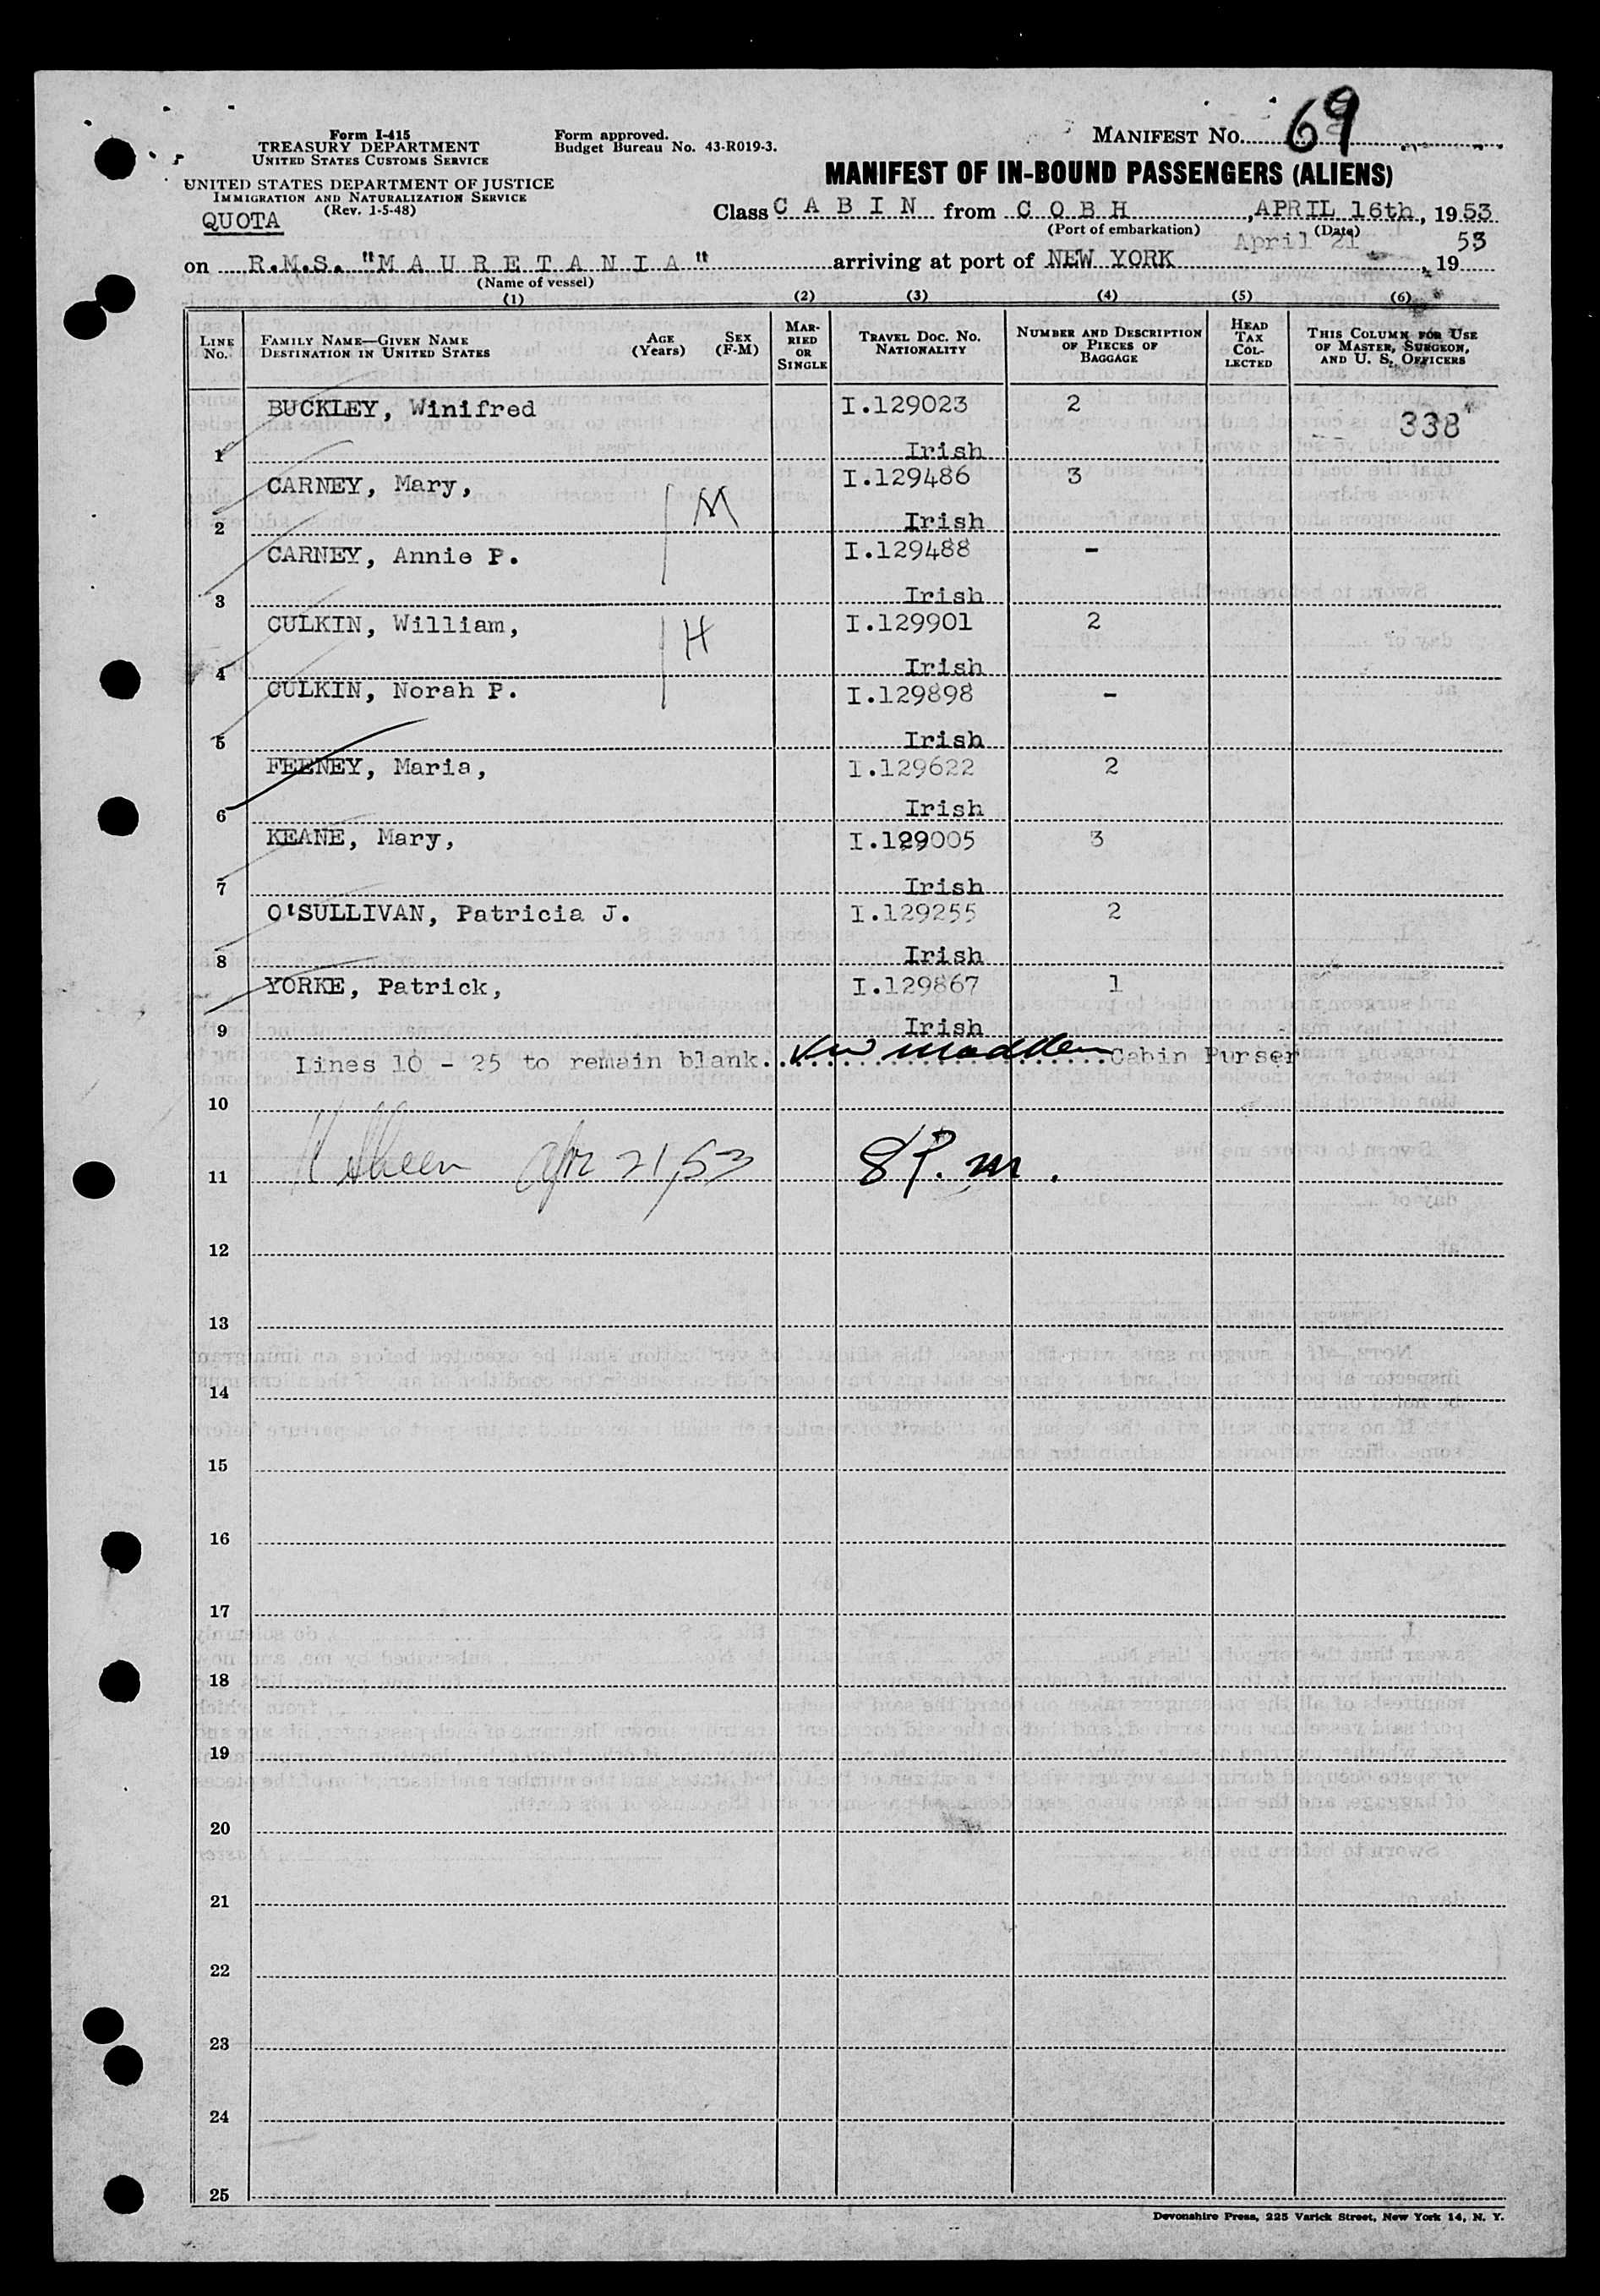 Form I-415
TREASURY DEPARTMENT
UNITED STATES CUSTOMS SERVICE
UNITED STATES DEPARTMENT OF JUSTICE
IMMIGRATION AND NATURALIZATION SERVICE
(Rev. 1-5-48)
QUOTA
Form approved.
Budget Bureau No. 43-R019-3.
MANIFEST No. 69
MANIFEST OF IN-BOUND PASSENGERS (ALIENS)
Class CABIN from COBH, APRIL 16th, 1953
(Port of embarkation) (Date)
on R.M.S. "MAURETANIA" arriving at port of NEW YORK April 21, 1953
(Name of vessel)
(1) (2) (3) (4) (5) (6)
LINE No.
FAMILY NAME—GIVEN NAME
DESTINATION IN UNITED STATES
AGE (Years)
SEX (F-M)
MARRIED OR SINGLE
TRAVEL DOC. No. NATIONALITY
NUMBER AND DESCRIPTION OF PIECES OF BAGGAGE
HEAD TAX COLLECTED
THIS COLUMN FOR USE OF MASTER, SURGEON, AND U. S. OFFICERS
BUCKLEY, Winifred I.129023 2 338
1 Irish
CARNEY, Mary, M I.129486 3
2 Irish
CARNEY, Annie P. I.129488 -
3 Irish
CULKIN, William, H I.129901 2
4 Irish
CULKIN, Norah P. I.129898 -
5 Irish
FEENEY, Maria, I.129622 2
6 Irish
KEANE, Mary, I.129005 3
7 Irish
O'SULLIVAN, Patricia J. I.129255 2
8 Irish
YORKE, Patrick, I.129867 1
9 Irish
Lines 10 - 25 to remain blank. Madden Cabin Purser
10
11 Apr 21, 53 8 P.m.
12
13
14
15
16
17
18
19
20
21
22
23
24
25
Devonshire Press, 225 Varick Street, New York 14, N. Y.